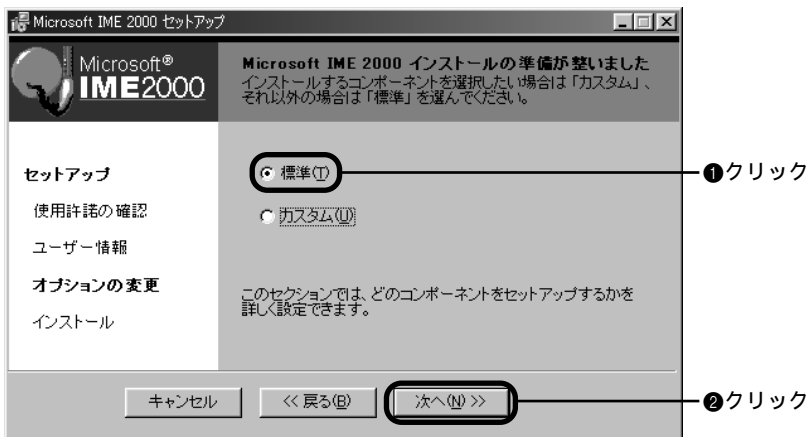 Microsoft IME 2000 セットアップ
Microsoft®
IME2000
Microsoft IME 2000 インストールの準備が整いました
インストールするコンポーネントを選択したい場合は「カスタム」、
それ以外の場合は「標準」を選んでください。
セットアップ
使用許諾の確認
ユーザー情報
オプションの変更
インストール
標準(T)
カスタム(U)
このセクションでは、どのコンポーネントをセットアップするかを
詳しく設定できます。
キャンセル
<< 戻る(B)
次へ(N) >>
❶クリック
❷クリック